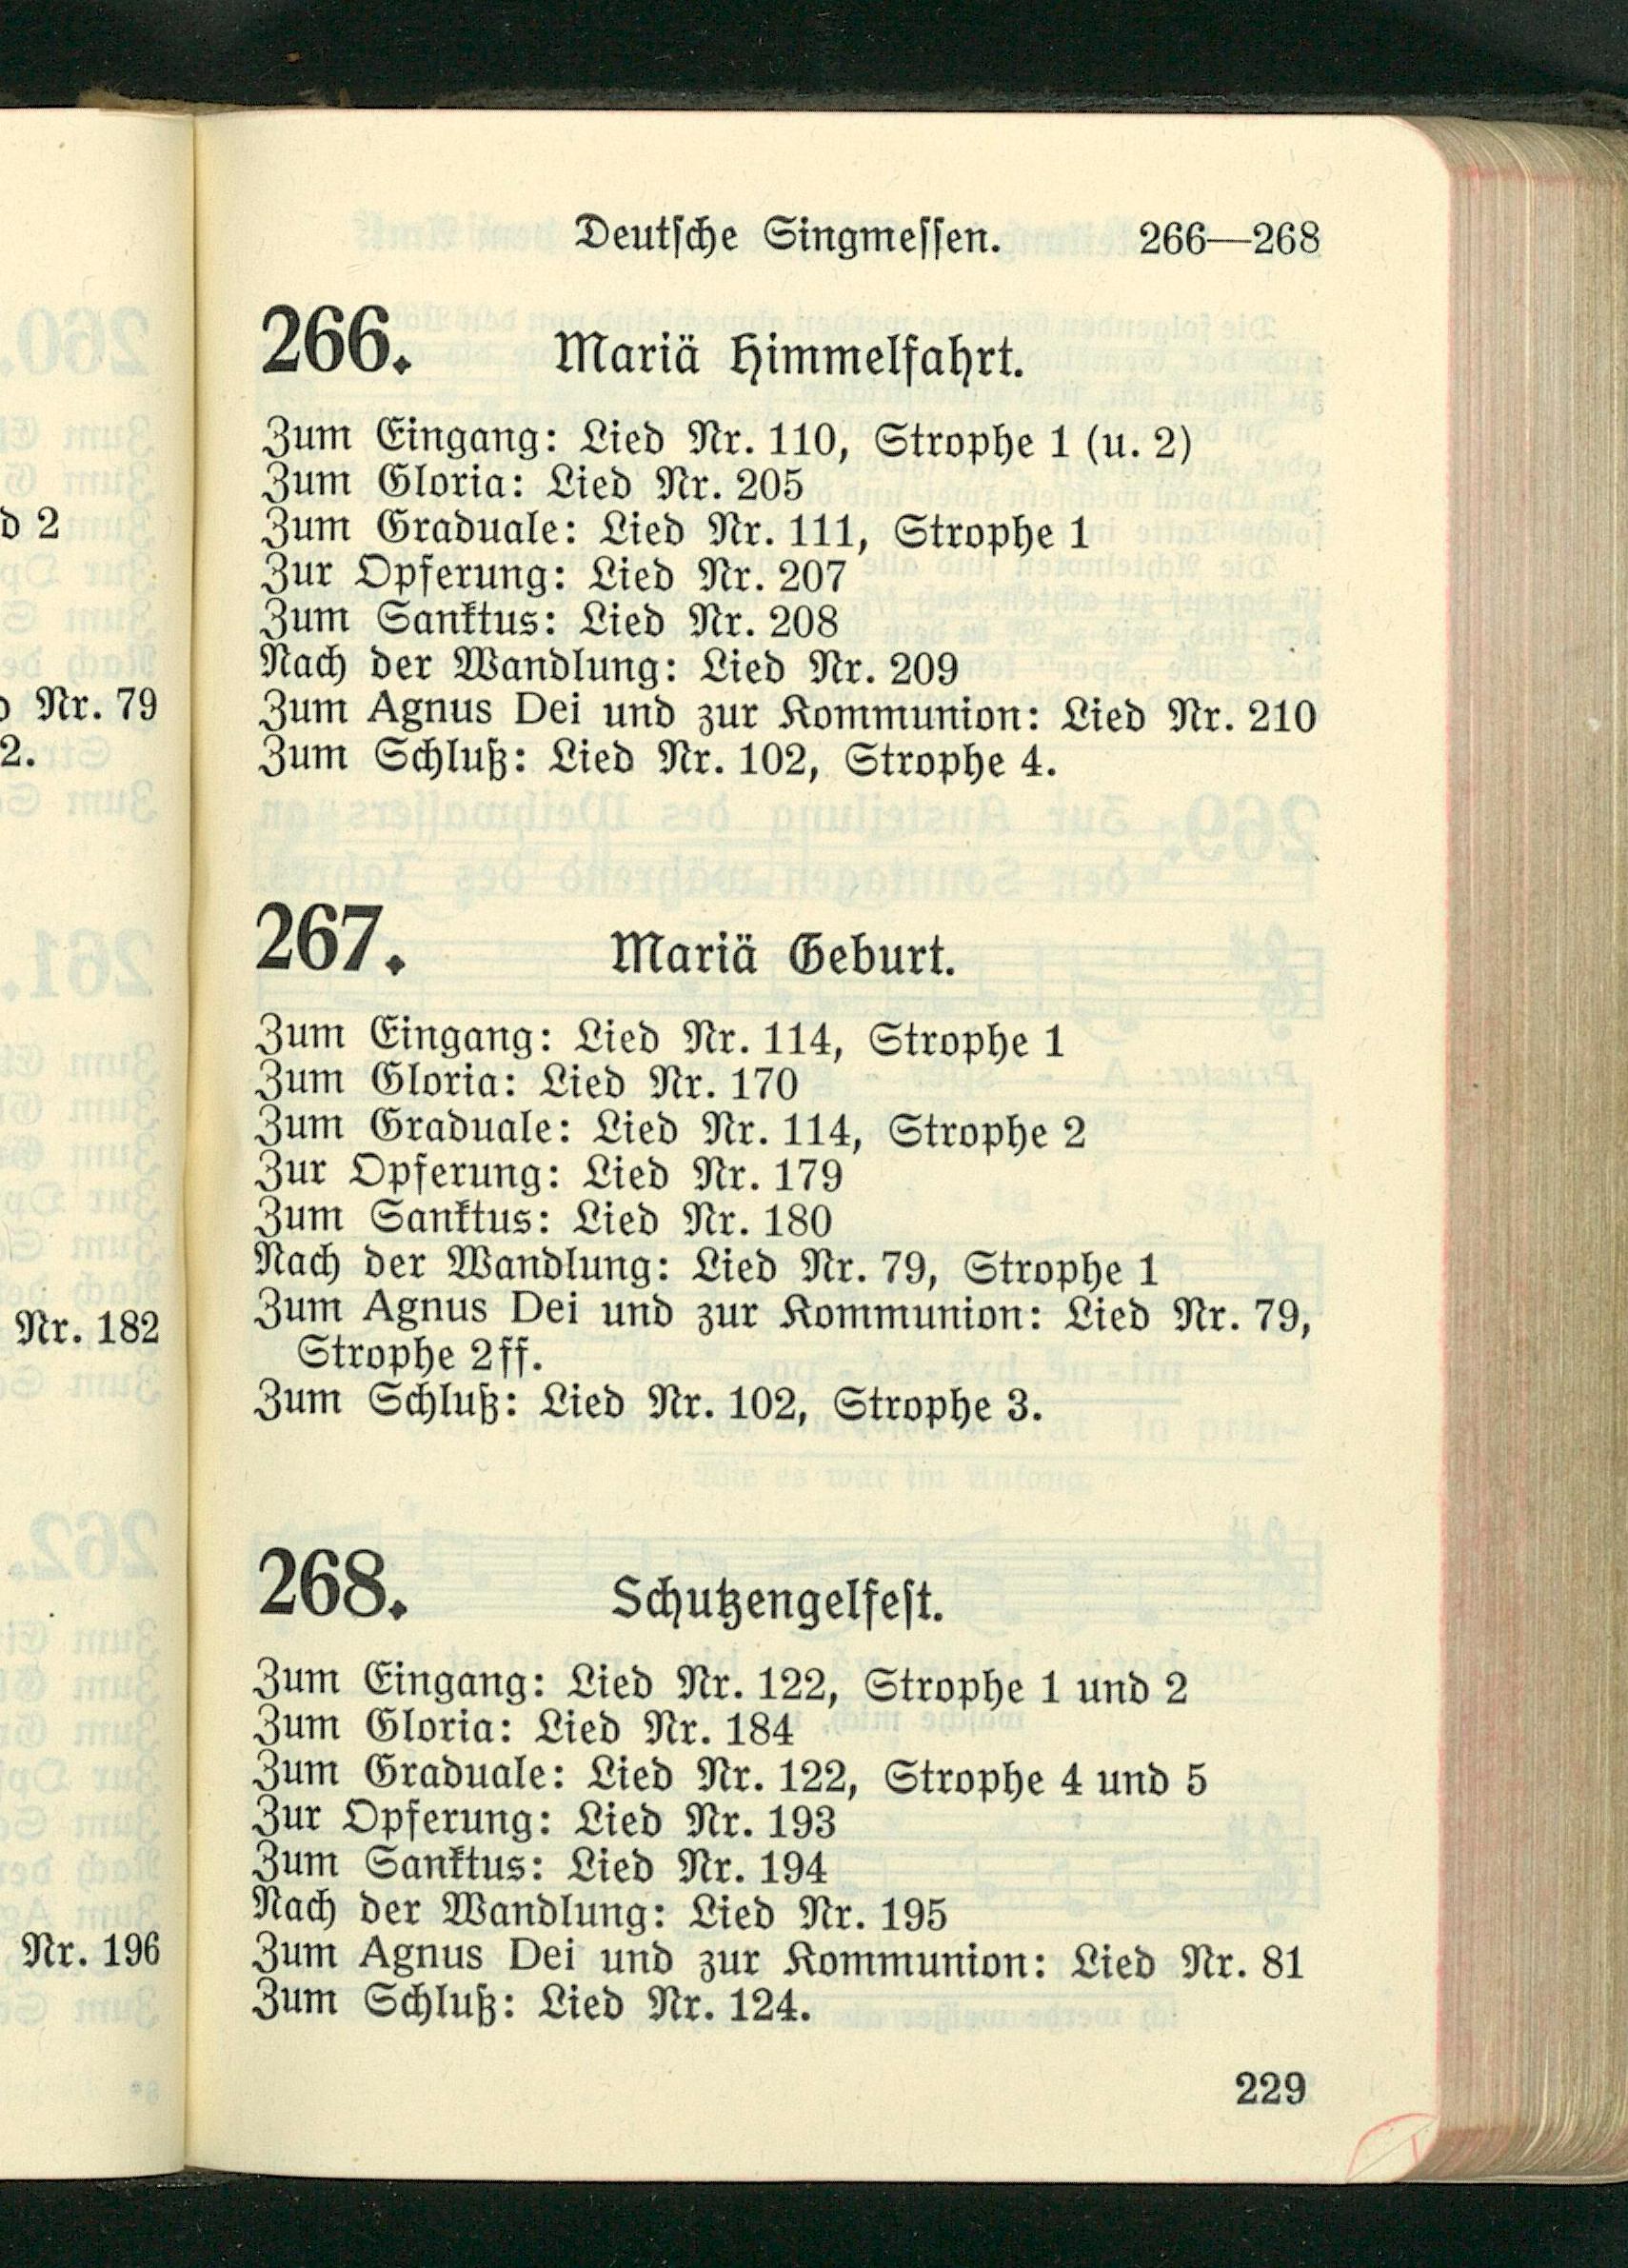 Deutsche Singmessen. 266—268
266. Mariä Himmelfahrt.
Zum Eingang: Lied Nr. 110, Strophe 1 (u. 2)
Zum Gloria: Lied Nr. 205
Zum Graduale: Lied Nr. 111, Strophe 1
Zur Opferung: Lied Nr. 207
Zum Sanktus: Lied Nr. 208
Nach der Wandlung: Lied Nr. 209
Zum Agnus Dei und zur Kommunion: Lied Nr. 210
Zum Schluß: Lied Nr. 102, Strophe 4.
267. Mariä Geburt.
Zum Eingang: Lied Nr. 114, Strophe 1
Zum Gloria: Lied Nr. 170
Zum Graduale: Lied Nr. 114, Strophe 2
Zur Opferung: Lied Nr. 179
Zum Sanktus: Lied Nr. 180
Nach der Wandlung: Lied Nr. 79, Strophe 1
Zum Agnus Dei und zur Kommunion: Lied Nr. 79,
Strophe 2ff.
Zum Schluß: Lied Nr. 102, Strophe 3.
268. Schutzengelfest.
Zum Eingang: Lied Nr. 122, Strophe 1 und 2
Zum Gloria: Lied Nr. 184
Zum Graduale: Lied Nr. 122, Strophe 4 und 5
Zur Opferung: Lied Nr. 193
Zum Sanktus: Lied Nr. 194
Nach der Wandlung: Lied Nr. 195
Zum Agnus Dei und zur Kommunion: Lied Nr. 81
Zum Schluß: Lied Nr. 124.
229
2
Nr. 79
2.
Nr. 182
Nr. 196